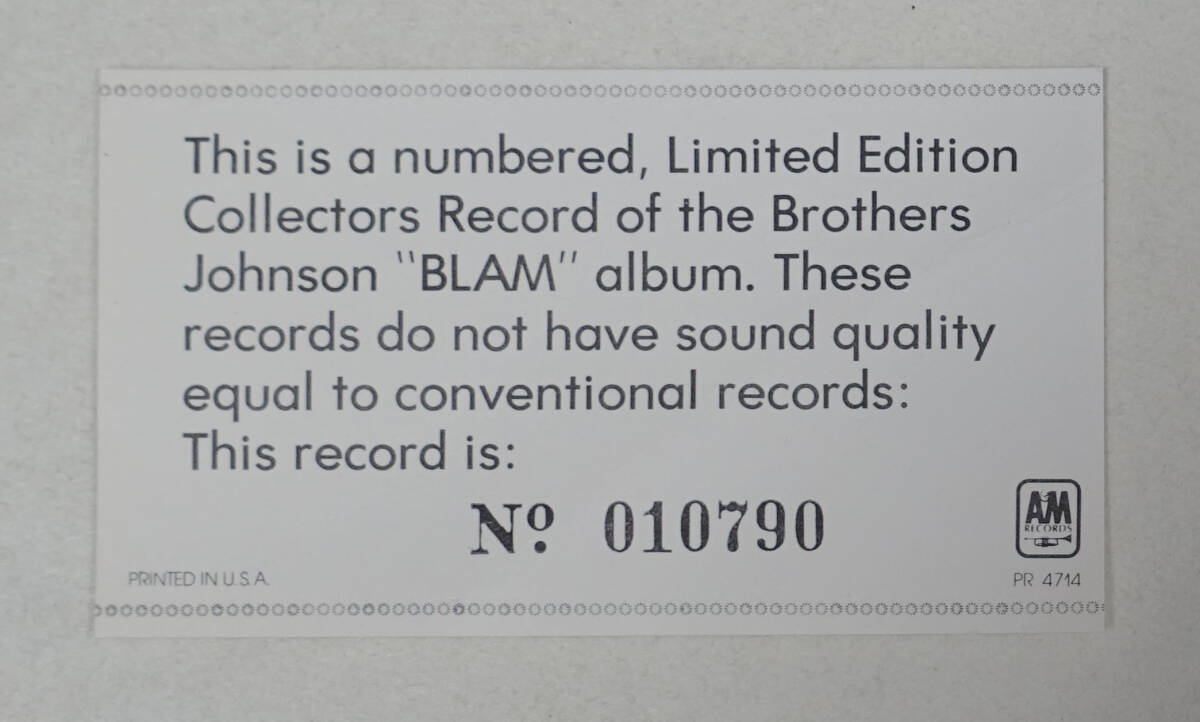 This is a numbered, Limited Edition
Collectors Record of the Brothers
Johnson "BLAM" album. These
records do not have sound quality
equal to conventional records:
This record is:
Nº. 010790
A&M
RECORDS
PRINTED IN U.S.A.
PR 4714